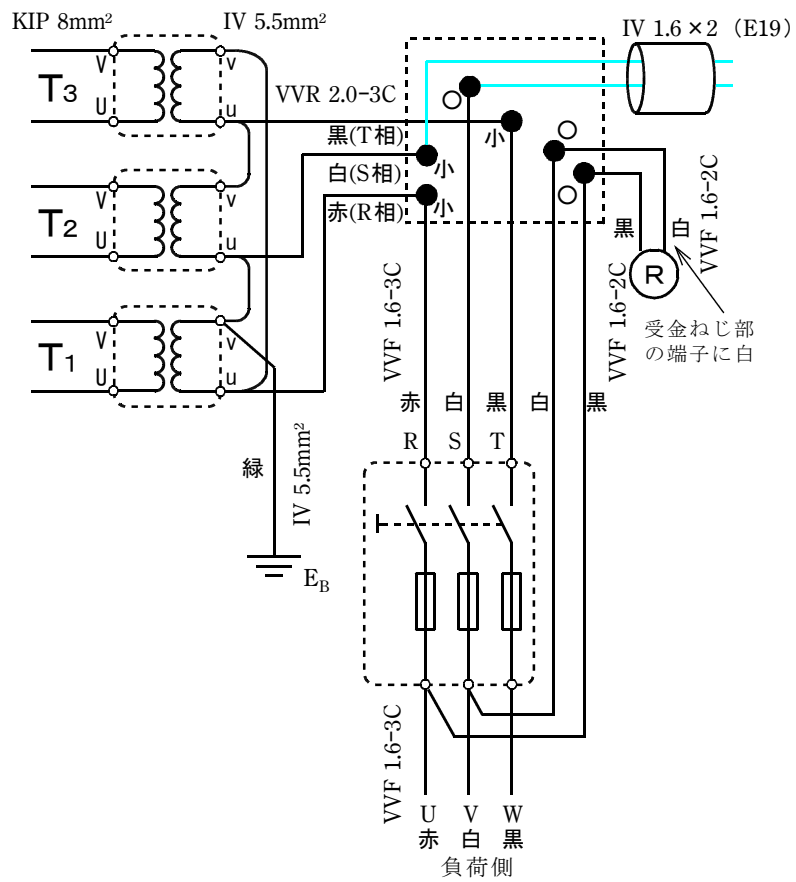 KIP 8mm²
IV 5.5mm²
IV 1.6×2 (E19)
T3
V
U
v
u
VVR 2.0-3C
黒(T相)
白(S相)
赤(R相)
小
小
小
T2
V
U
v
u
T1
V
U
v
u
黒
白
VVF 1.6-2C
R
受金ねじ部
の端子に白
VVF 1.6-3C
VVF 1.6-2C
赤
白
黒
白
黒
R
S
T
緑
IV 5.5mm²
EB
VVF 1.6-3C
U
V
W
赤
白
黒
負荷側